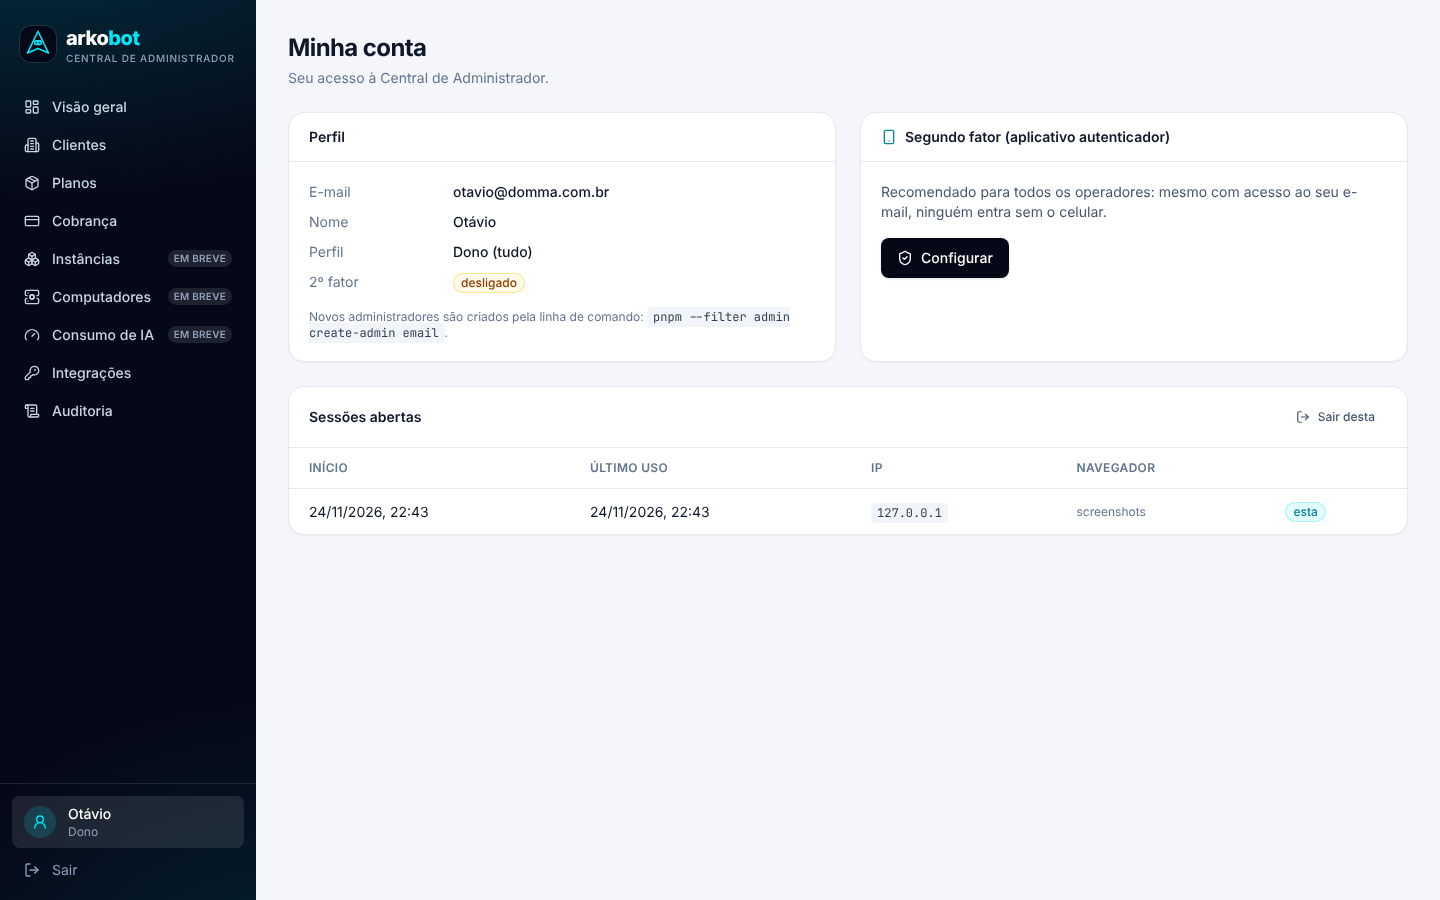 arkobot
CENTRAL DE ADMINISTRADOR
Visão geral
Clientes
Planos
Cobrança
Instâncias EM BREVE
Computadores EM BREVE
Consumo de IA EM BREVE
Integrações
Auditoria
Otávio
Dono
Sair
Minha conta
Seu acesso à Central de Administrador.
Perfil
E-mail otavio@domma.com.br
Nome Otávio
Perfil Dono (tudo)
2º fator desligado
Novos administradores são criados pela linha de comando: pnpm --filter admin
create-admin email .
Segundo fator (aplicativo autenticador)
Recomendado para todos os operadores: mesmo com acesso ao seu e-
mail, ninguém entra sem o celular.
Configurar
Sessões abertas Sair desta
INÍCIO ÚLTIMO USO IP NAVEGADOR
24/11/2026, 22:43 24/11/2026, 22:43 127.0.0.1 screenshots esta